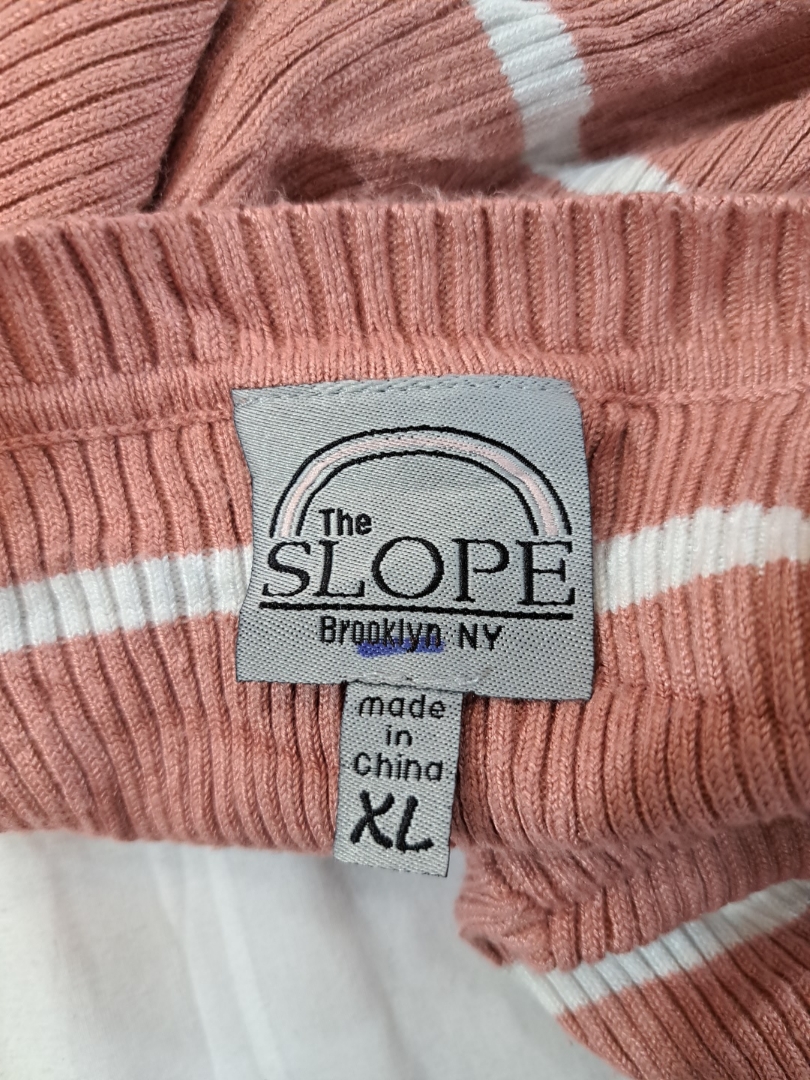 The
SLOPE
Brooklyn NY
made
in
China
XL